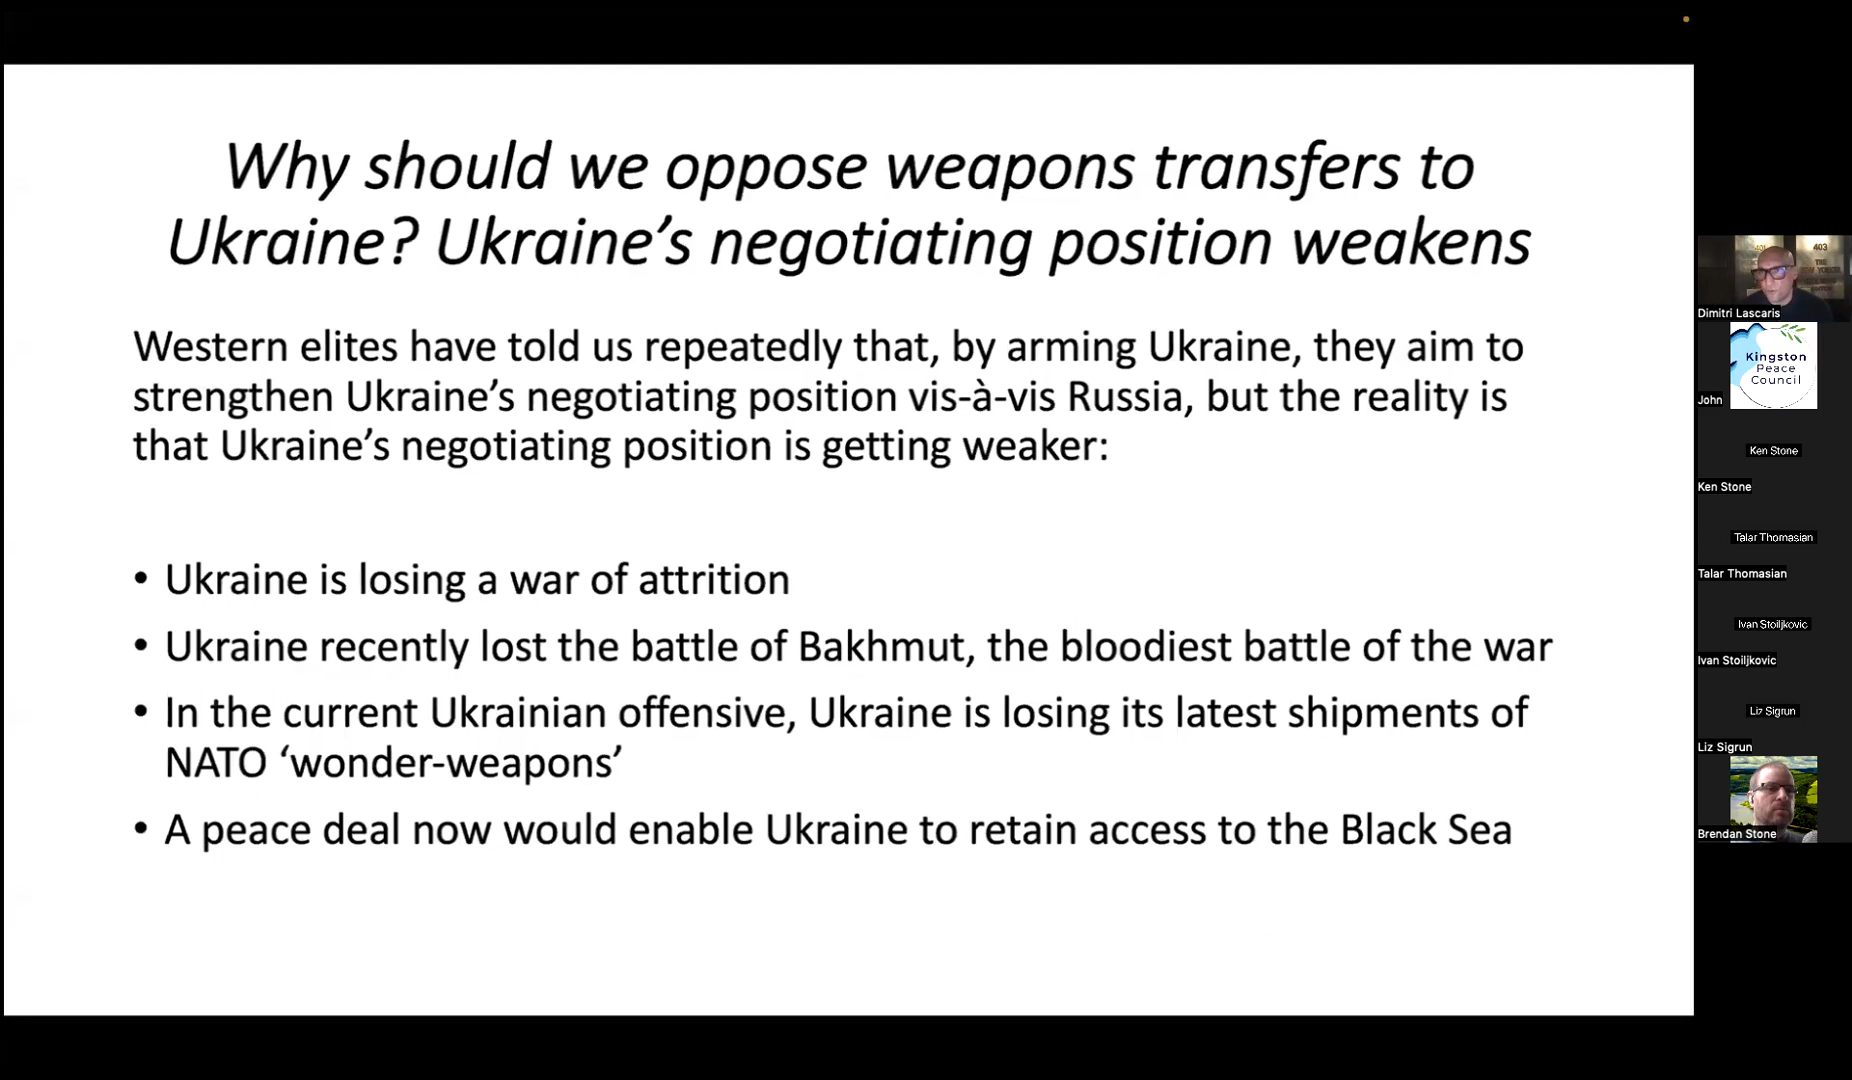 Why should we oppose weapons transfers to
Ukraine? Ukraine’s negotiating position weakens
Western elites have told us repeatedly that, by arming Ukraine, they aim to
strengthen Ukraine’s negotiating position vis-à-vis Russia, but the reality is
that Ukraine’s negotiating position is getting weaker:
• Ukraine is losing a war of attrition
• Ukraine recently lost the battle of Bakhmut, the bloodiest battle of the war
• In the current Ukrainian offensive, Ukraine is losing its latest shipments of
NATO ‘wonder-weapons’
• A peace deal now would enable Ukraine to retain access to the Black Sea
403
THE
Dimitri Lascaris
Kingston
Peace
Council
John
Ken Stone
Ken Stone
Talar Thomasian
Talar Thomasian
Ivan Stoiljkovic
Ivan Stoiljkovic
Liz Sigrun
Liz Sigrun
Brendan Stone